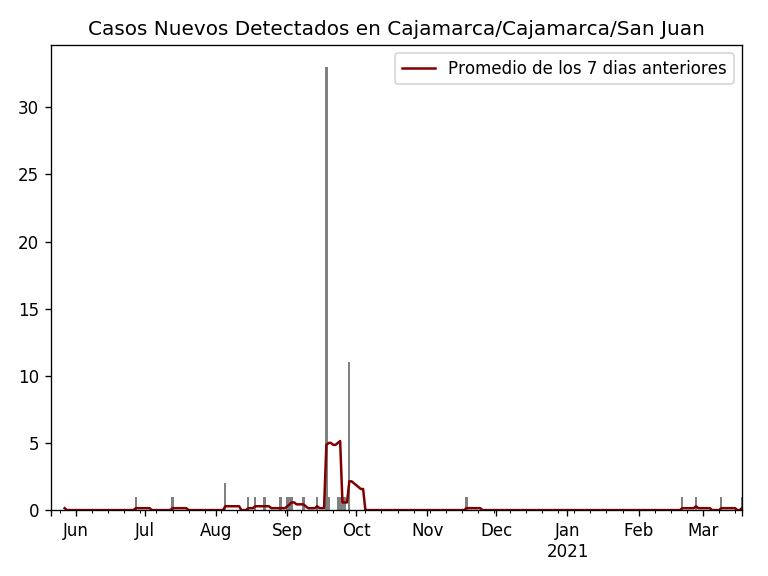 Casos Nuevos Detectados en Cajamarca/Cajamarca/San Juan
Promedio de los 7 dias anteriores
30
25
20
15
10
5
0
Jun Jul Aug Sep Oct Nov Dec Jan Feb Mar
2021